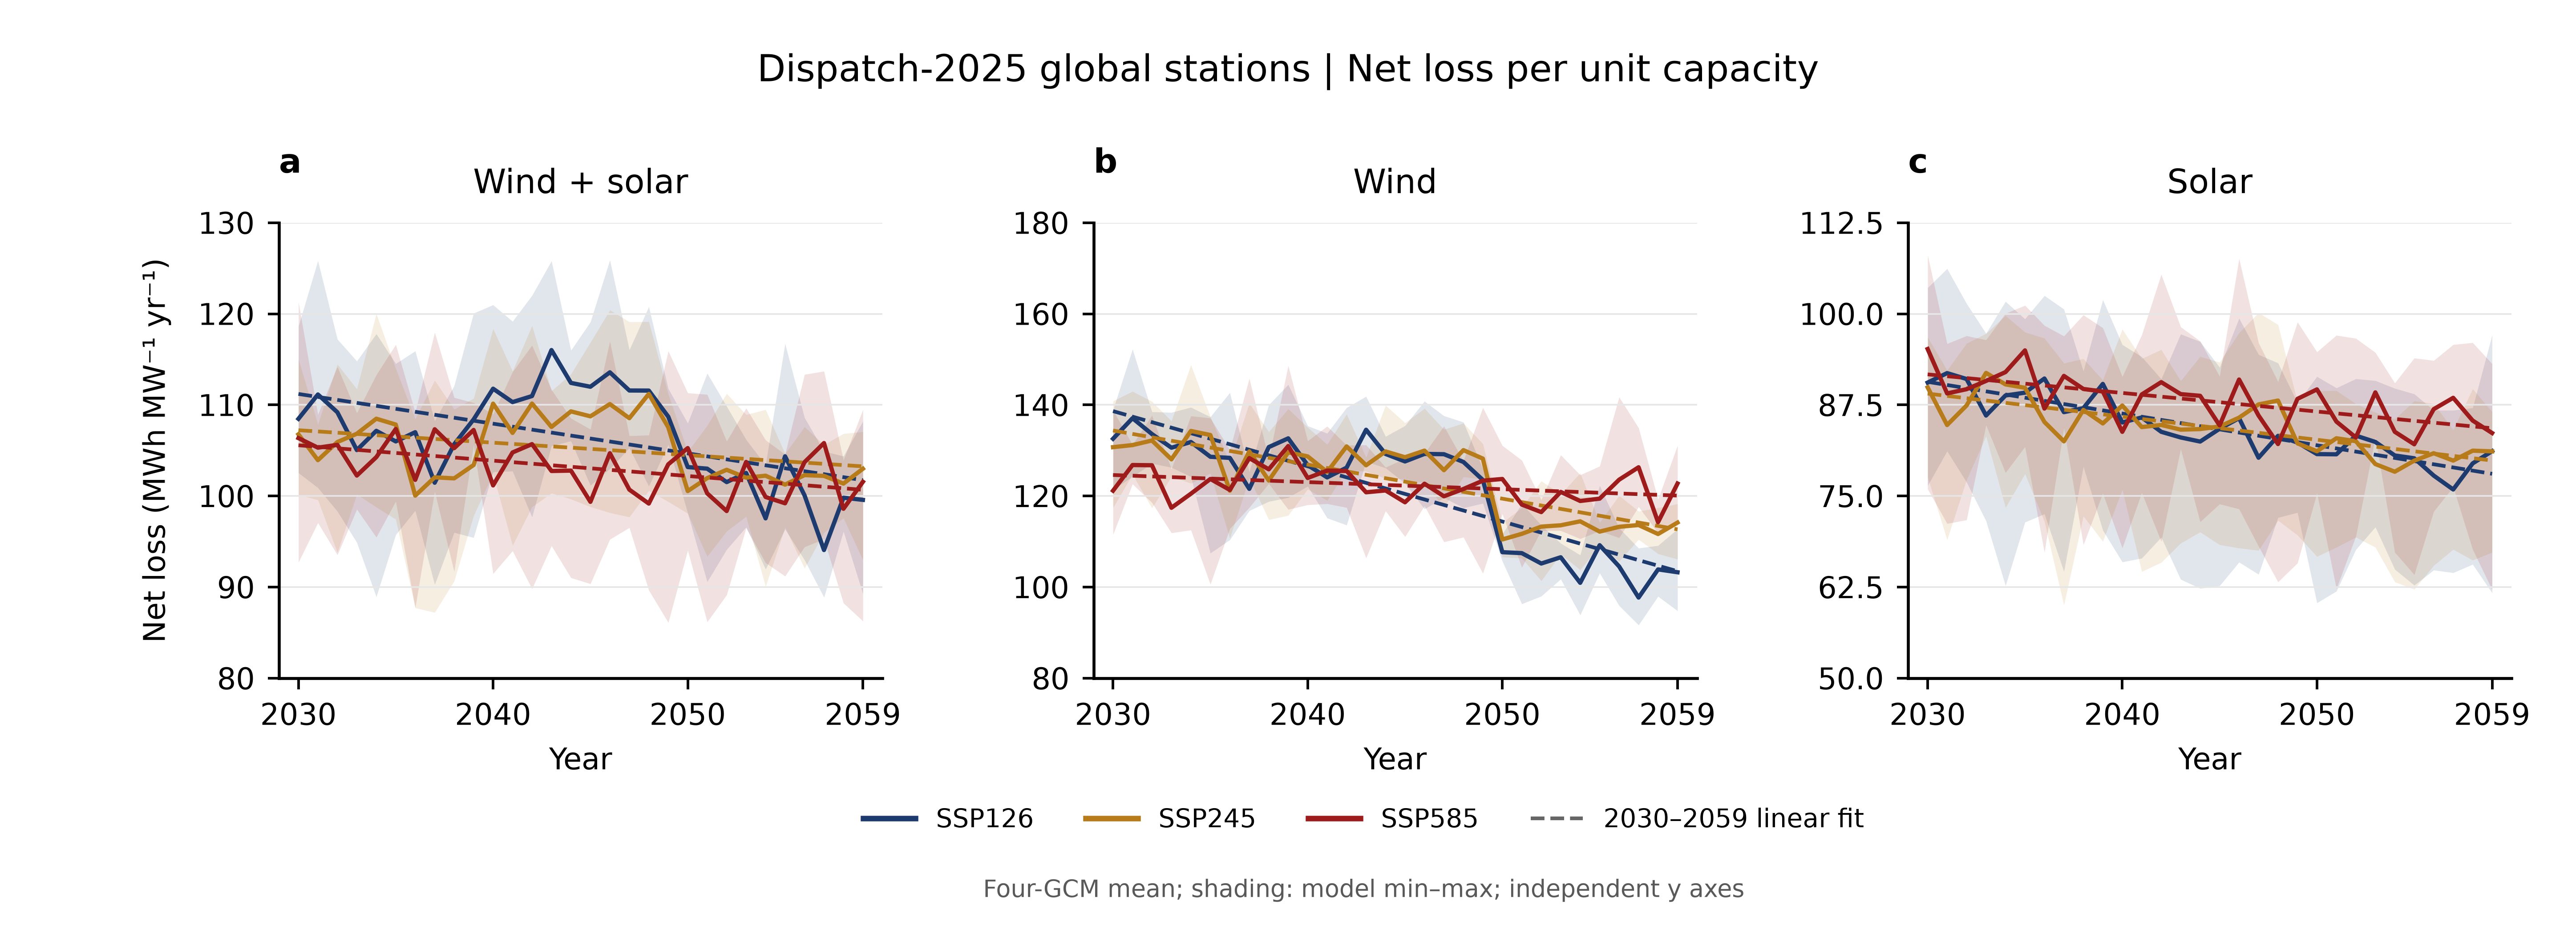 Dispatch-2025 global stations | Net loss per unit capacity
a
Wind + solar
Net loss (MWh MW⁻¹ yr⁻¹)
130
120
110
100
90
80
2030 2040 2050 2059
Year
b
Wind
180
160
140
120
100
80
2030 2040 2050 2059
Year
c
Solar
112.5
100.0
87.5
75.0
62.5
50.0
2030 2040 2050 2059
Year
SSP126 SSP245 SSP585 2030–2059 linear fit
Four-GCM mean; shading: model min–max; independent y axes